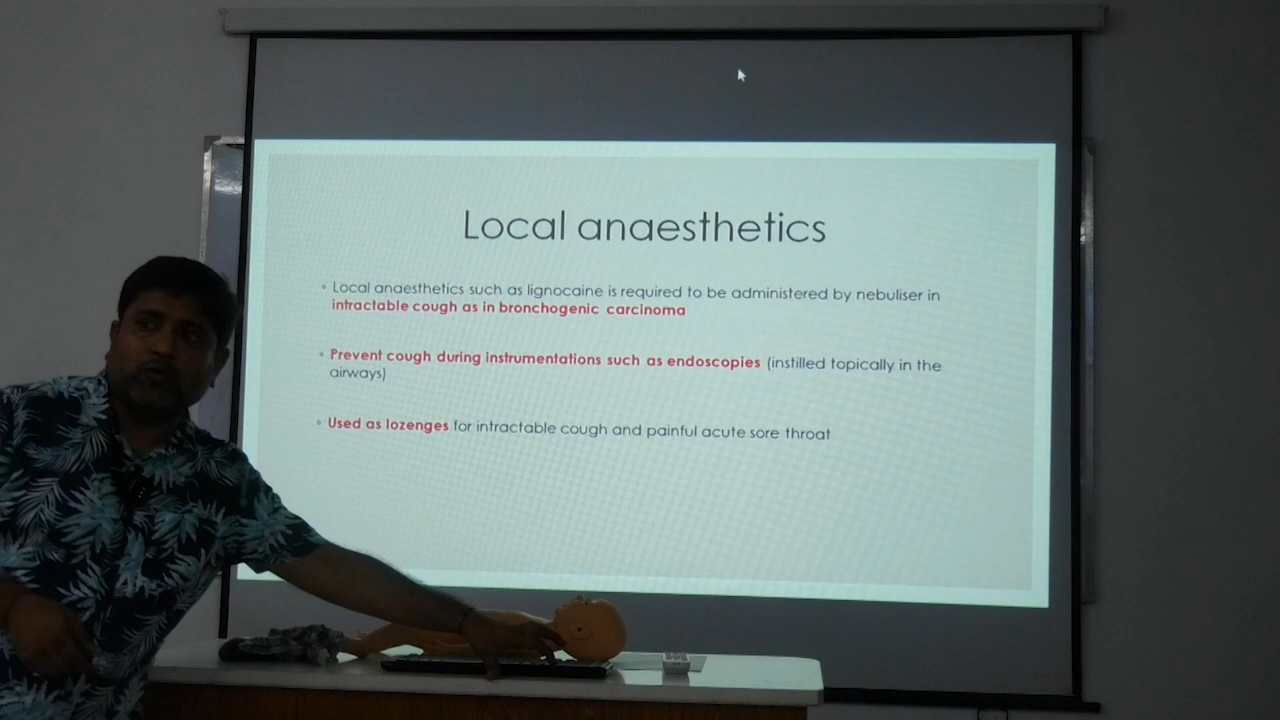 Local anaesthetics
• Local anaesthetics such as lignocaine is required to be administered by nebuliser in
intractable cough as in bronchogenic carcinoma
• Prevent cough during instrumentations such as endoscopies (instilled topically in the
airways)
• Used as lozenges for intractable cough and painful acute sore throat